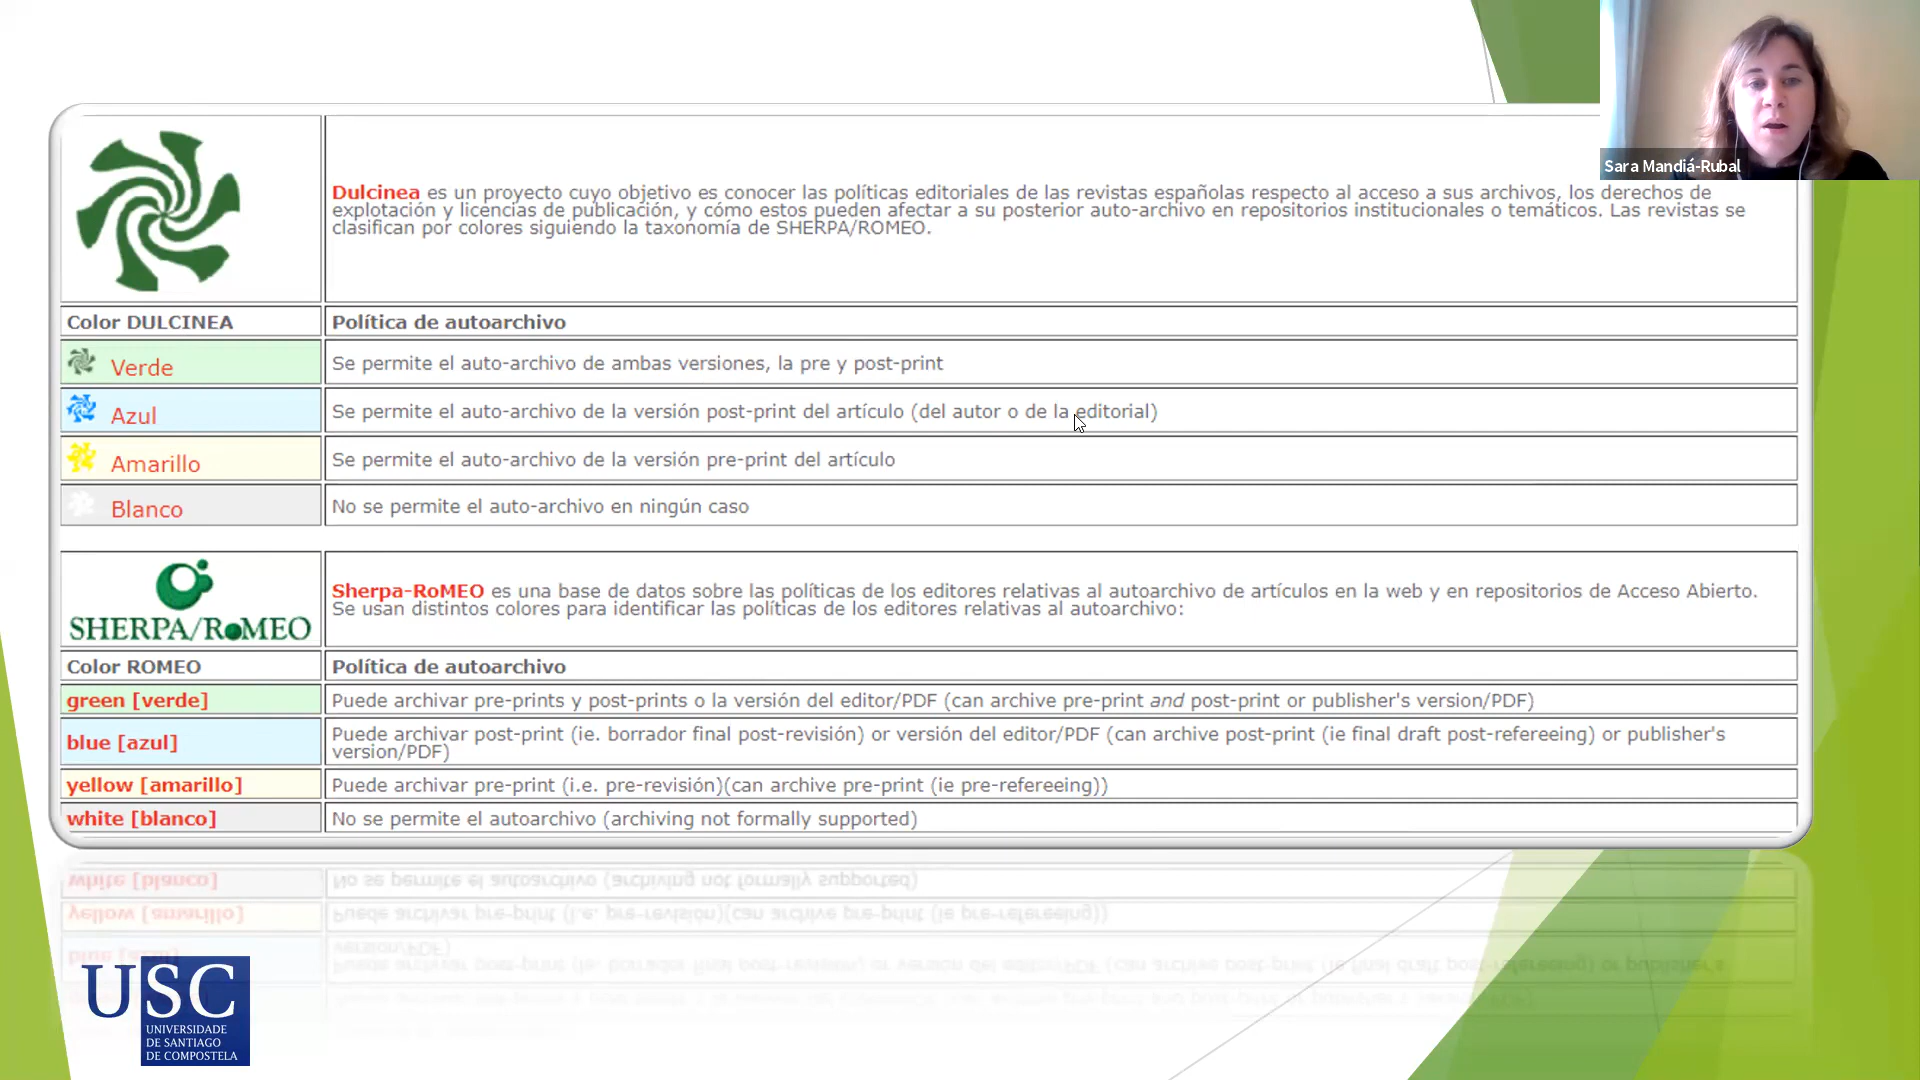 Sara Mandiá-Rubal
Dulcinea es un proyecto cuyo objetivo es conocer las políticas editoriales de las revistas españolas respecto al acceso a sus archivos, los derechos de
explotación y licencias de publicación, y cómo estos pueden afectar a su posterior auto-archivo en repositorios institucionales o temáticos. Las revistas se
clasifican por colores siguiendo la taxonomía de SHERPA/ROMEO.
Color DULCINEA Política de autoarchivo
Verde Se permite el auto-archivo de ambas versiones, la pre y post-print
Azul Se permite el auto-archivo de la versión post-print del artículo (del autor o de la editorial)
Amarillo Se permite el auto-archivo de la versión pre-print del artículo
Blanco No se permite el auto-archivo en ningún caso
SHERPA/RoMEO
Sherpa-RoMEO es una base de datos sobre las políticas de los editores relativas al autoarchivo de artículos en la web y en repositorios de Acceso Abierto.
Se usan distintos colores para identificar las políticas de los editores relativas al autoarchivo:
Color ROMEO Política de autoarchivo
green [verde] Puede archivar pre-prints y post-prints o la versión del editor/PDF (can archive pre-print and post-print or publisher's version/PDF)
blue [azul] Puede archivar post-print (ie. borrador final post-revisión) or versión del editor/PDF (can archive post-print (ie final draft post-refereeing) or publisher's
version/PDF)
yellow [amarillo] Puede archivar pre-print (i.e. pre-revisión)(can archive pre-print (ie pre-refereeing))
white [blanco] No se permite el autoarchivo (archiving not formally supported)
USC
UNIVERSIDADE
DE SANTIAGO
DE COMPOSTELA